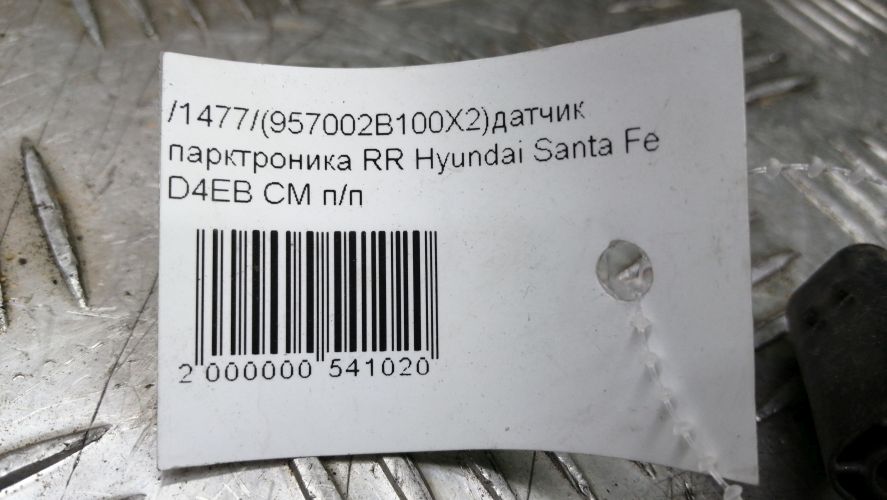 /1477/(957002B100X2)датчик
парктроника RR Hyundai Santa Fe
D4EB CM п/п
2 000000 541020